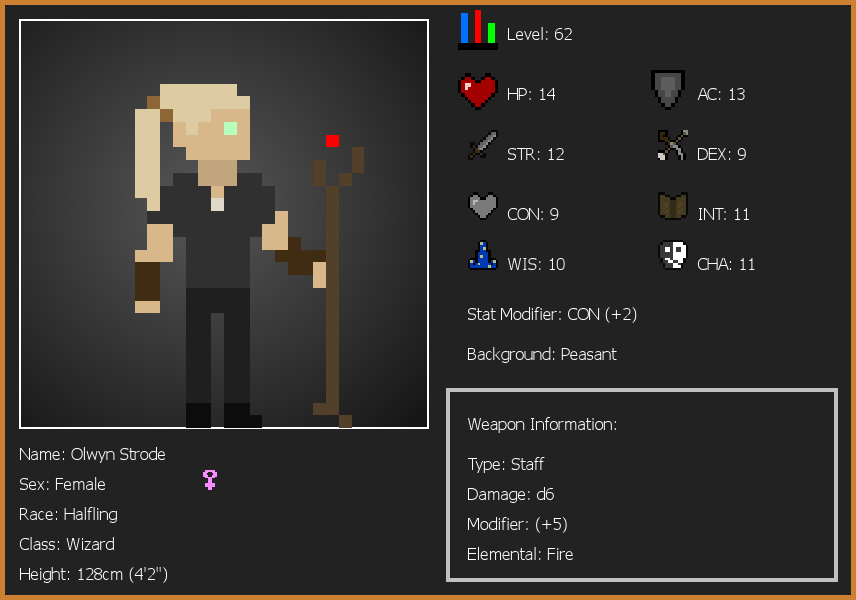 Level: 62
HP: 14
AC: 13
STR: 12
DEX: 9
CON: 9
INT: 11
WIS: 10
CHA: 11
Stat Modifier: CON (+2)
Background: Peasant
Weapon Information:
Type: Staff
Damage: d6
Modifier: (+5)
Elemental: Fire
Name: Olwyn Strode
Sex: Female
Race: Halfling
Class: Wizard
Height: 128cm (4'2")